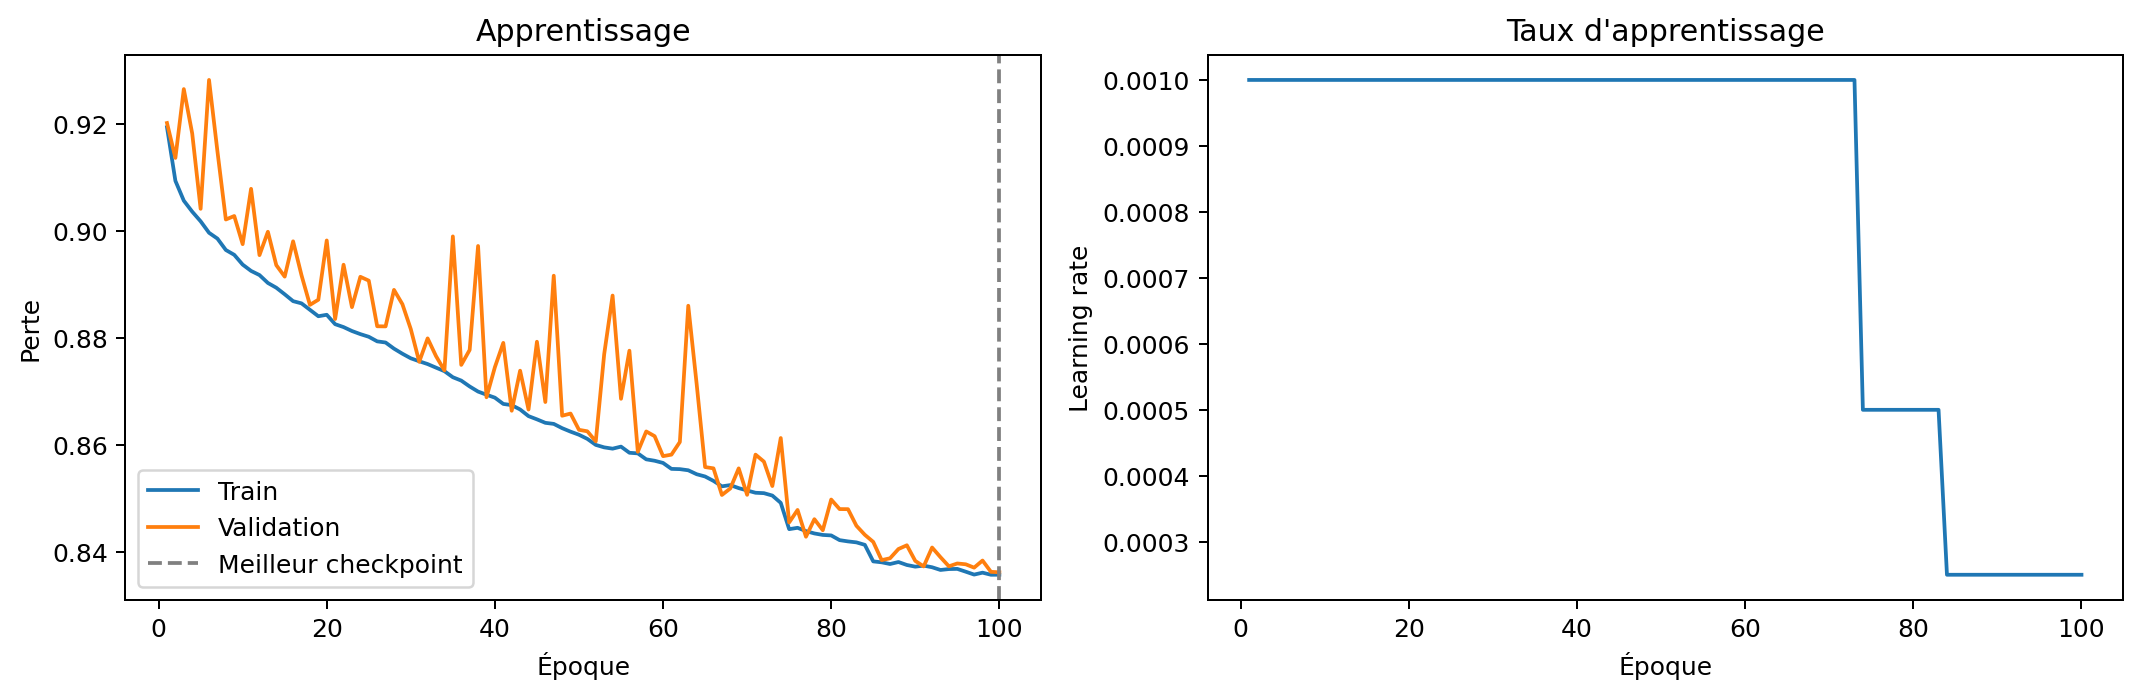 Apprentissage
Perte
0.92
0.90
0.88
0.86
0.84
Train
Validation
Meilleur checkpoint
0 20 40 60 80 100
Époque
Taux d'apprentissage
Learning rate
0.0010
0.0009
0.0008
0.0007
0.0006
0.0005
0.0004
0.0003
0 20 40 60 80 100
Époque